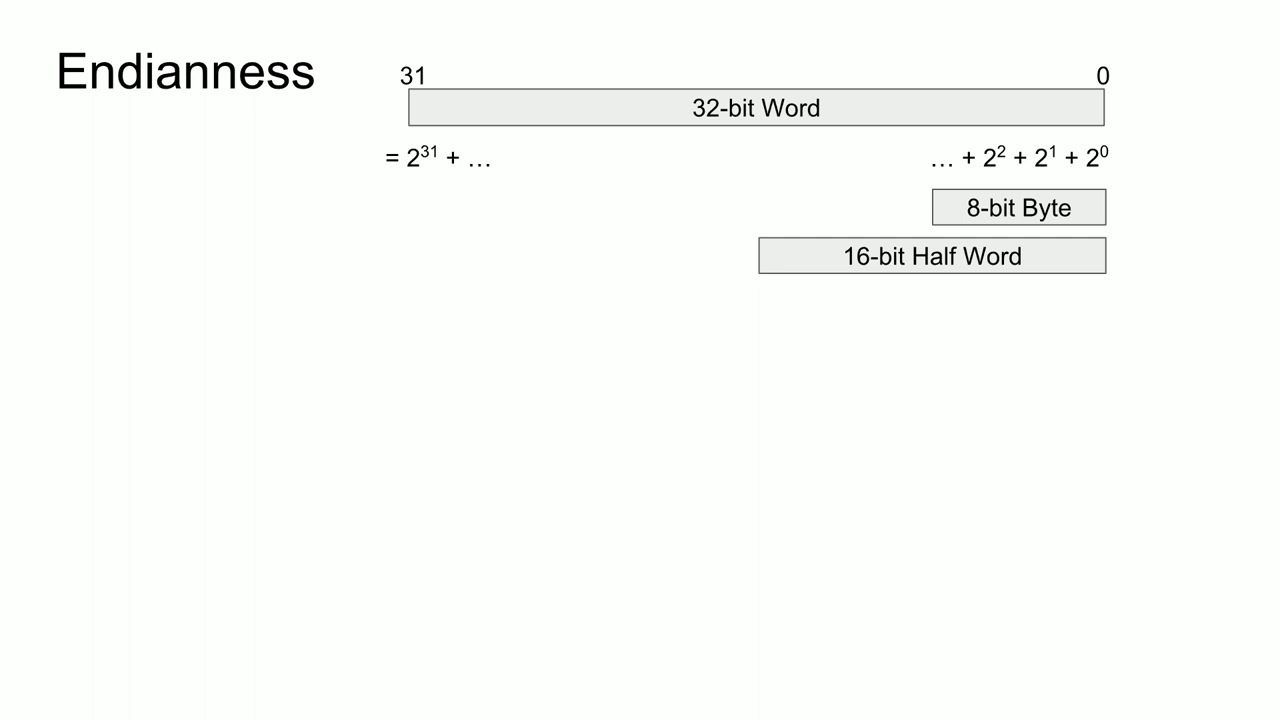 Endianness
31 0
32-bit Word
= 2³¹ + … … + 2² + 2¹ + 2⁰
8-bit Byte
16-bit Half Word